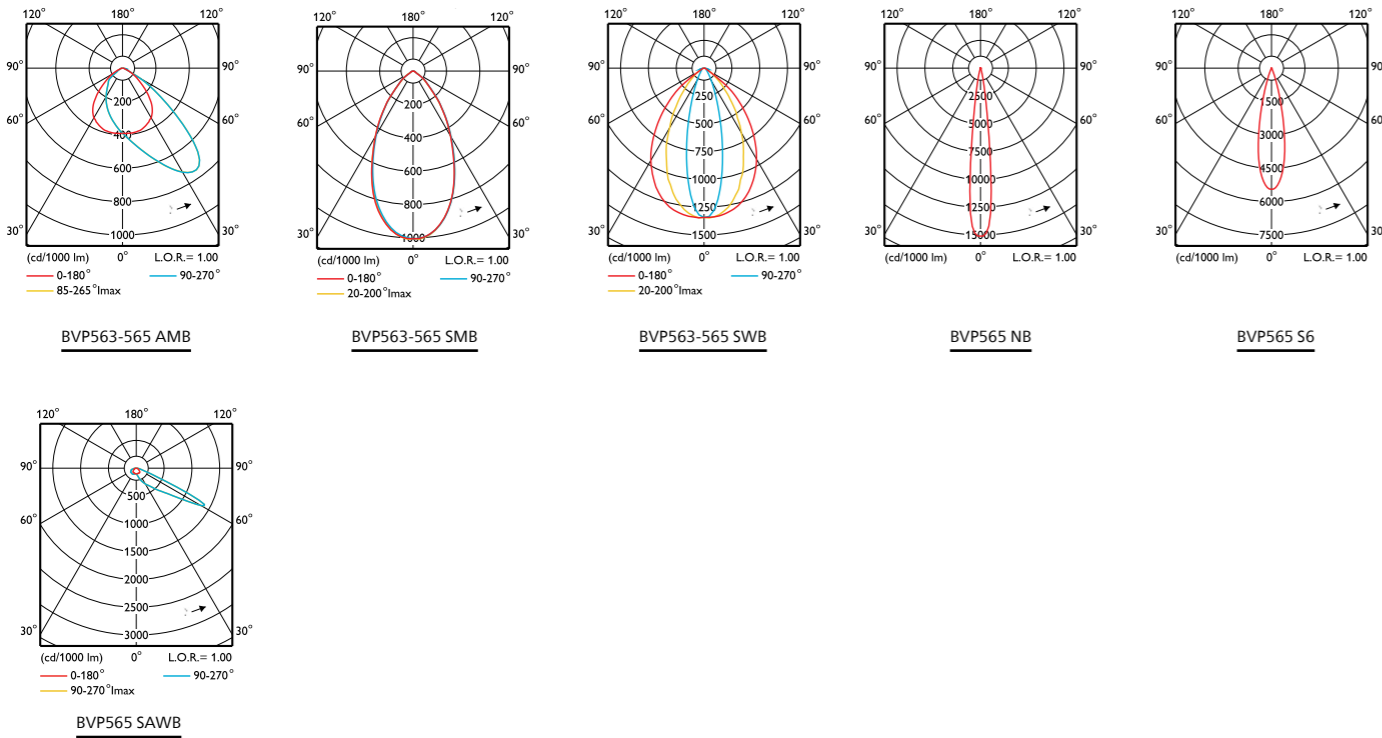 120° 180° 120°
90° 90°
200
400
60° 60°
600
800
30° 1000 30°
(cd/1000 lm) 0° L.O.R.= 1.00
0-180° 90-270°
85-265°Imax
BVP563-565 AMB
120° 180° 120°
90° 90°
200
400
60° 60°
600
800
30° 1000 30°
(cd/1000 lm) 0° L.O.R.= 1.00
0-180° 90-270°
20-200°Imax
BVP563-565 SMB
120° 180° 120°
90° 90°
250
500
60° 60°
750
1000
1250
30° 1500 30°
(cd/1000 lm) 0° L.O.R.= 1.00
0-180° 90-270°
20-200°Imax
BVP563-565 SWB
120° 180° 120°
90° 90°
2500
5000
60° 60°
7500
10000
12500
30° 15000 30°
(cd/1000 lm) 0° L.O.R.= 1.00
0-180°
BVP565 NB
120° 180° 120°
90° 90°
1500
3000
60° 60°
4500
6000
30° 7500 30°
(cd/1000 lm) 0° L.O.R.= 1.00
0-180°
BVP565 S6
120° 180° 120°
90° 90°
500
60° 1000 60°
1500
2000
2500
30° 3000 30°
(cd/1000 lm) 0° L.O.R.= 1.00
0-180° 90-270°
90-270°Imax
BVP565 SAWB